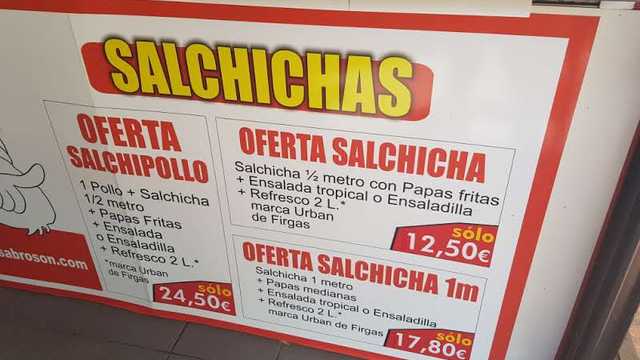 SALCHICHAS
OFERTA
SALCHIPOLLO
1 Pollo + Salchicha
1/2 metro
+ Papas Fritas
+ Ensalada
o Ensaladilla
+ Refresco 2 L.*
*marca Urban
de Firgas
sólo
24,50€
OFERTA SALCHICHA
Salchicha ½ metro con Papas fritas
+ Ensalada tropical o Ensaladilla
+ Refresco 2 L.*
marca Urban
de Firgas
sólo
12,50€
OFERTA SALCHICHA 1m
Salchicha 1 metro
+ Papas medianas
+ Ensalada tropical o Ensaladilla
+ Refresco 2 L.*
marca Urban de Firgas
sólo
17,80€
sabroson.com